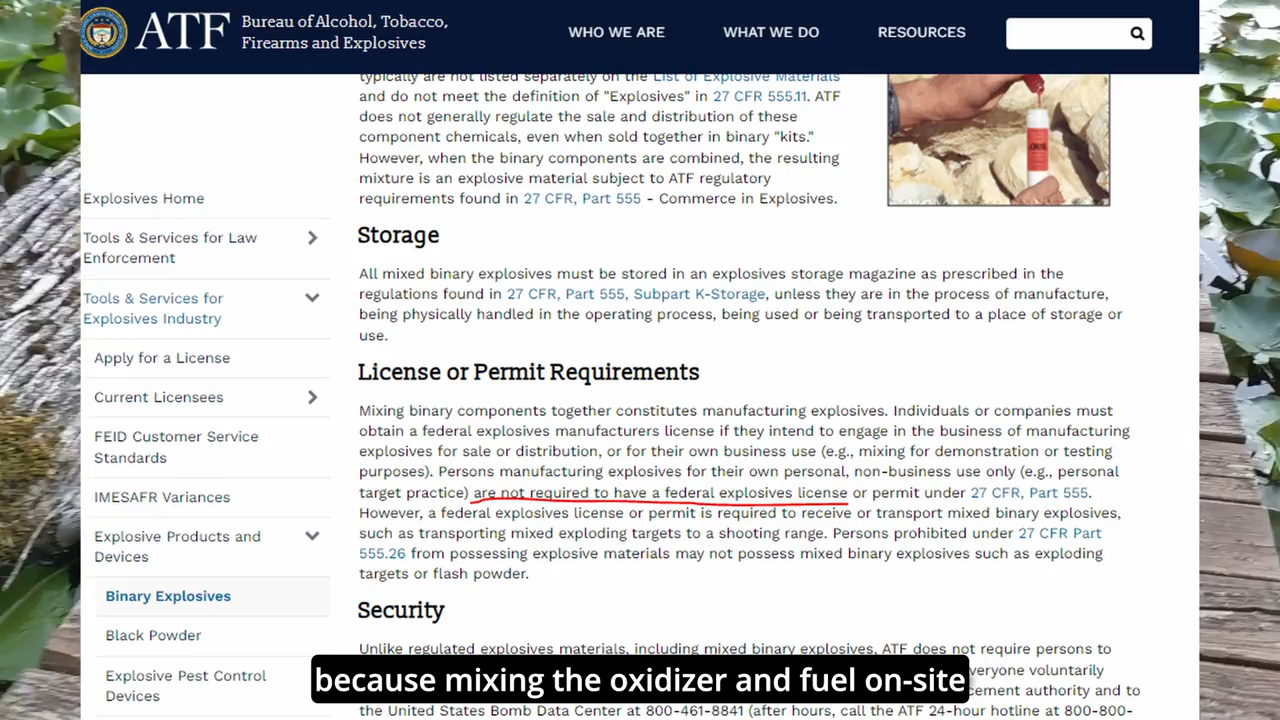 ATF
Bureau of Alcohol, Tobacco,
Firearms and Explosives
WHO WE ARE
WHAT WE DO
RESOURCES
typically are not listed separately on the List of Explosive Materials
and do not meet the definition of "Explosives" in 27 CFR 555.11. ATF
does not generally regulate the sale and distribution of these
component chemicals, even when sold together in binary "kits."
However, when the binary components are combined, the resulting
mixture is an explosive material subject to ATF regulatory
requirements found in 27 CFR, Part 555 - Commerce in Explosives.
Explosives Home
Tools & Services for Law
Enforcement
Tools & Services for
Explosives Industry
Apply for a License
Current Licensees
FEID Customer Service
Standards
IMESAFR Variances
Explosive Products and
Devices
Binary Explosives
Black Powder
Explosive Pest Control
Devices
Storage
All mixed binary explosives must be stored in an explosives storage magazine as prescribed in the
regulations found in 27 CFR, Part 555, Subpart K-Storage, unless they are in the process of manufacture,
being physically handled in the operating process, being used or being transported to a place of storage or
use.
License or Permit Requirements
Mixing binary components together constitutes manufacturing explosives. Individuals or companies must
obtain a federal explosives manufacturers license if they intend to engage in the business of manufacturing
explosives for sale or distribution, or for their own business use (e.g., mixing for demonstration or testing
purposes). Persons manufacturing explosives for their own personal, non-business use only (e.g., personal
target practice) are not required to have a federal explosives license or permit under 27 CFR, Part 555.
However, a federal explosives license or permit is required to receive or transport mixed binary explosives,
such as transporting mixed exploding targets to a shooting range. Persons prohibited under 27 CFR Part
555.26 from possessing explosive materials may not possess mixed binary explosives such as exploding
targets or flash powder.
Security
Unlike regulated explosives materials, including mixed binary explosives, ATF does not require persons to
everyone voluntarily
because mixing the oxidizer and fuel on-site
authority and to
the United States Bomb Data Center at 800-461-8841 (after hours, call the ATF 24-hour hotline at 800-800-